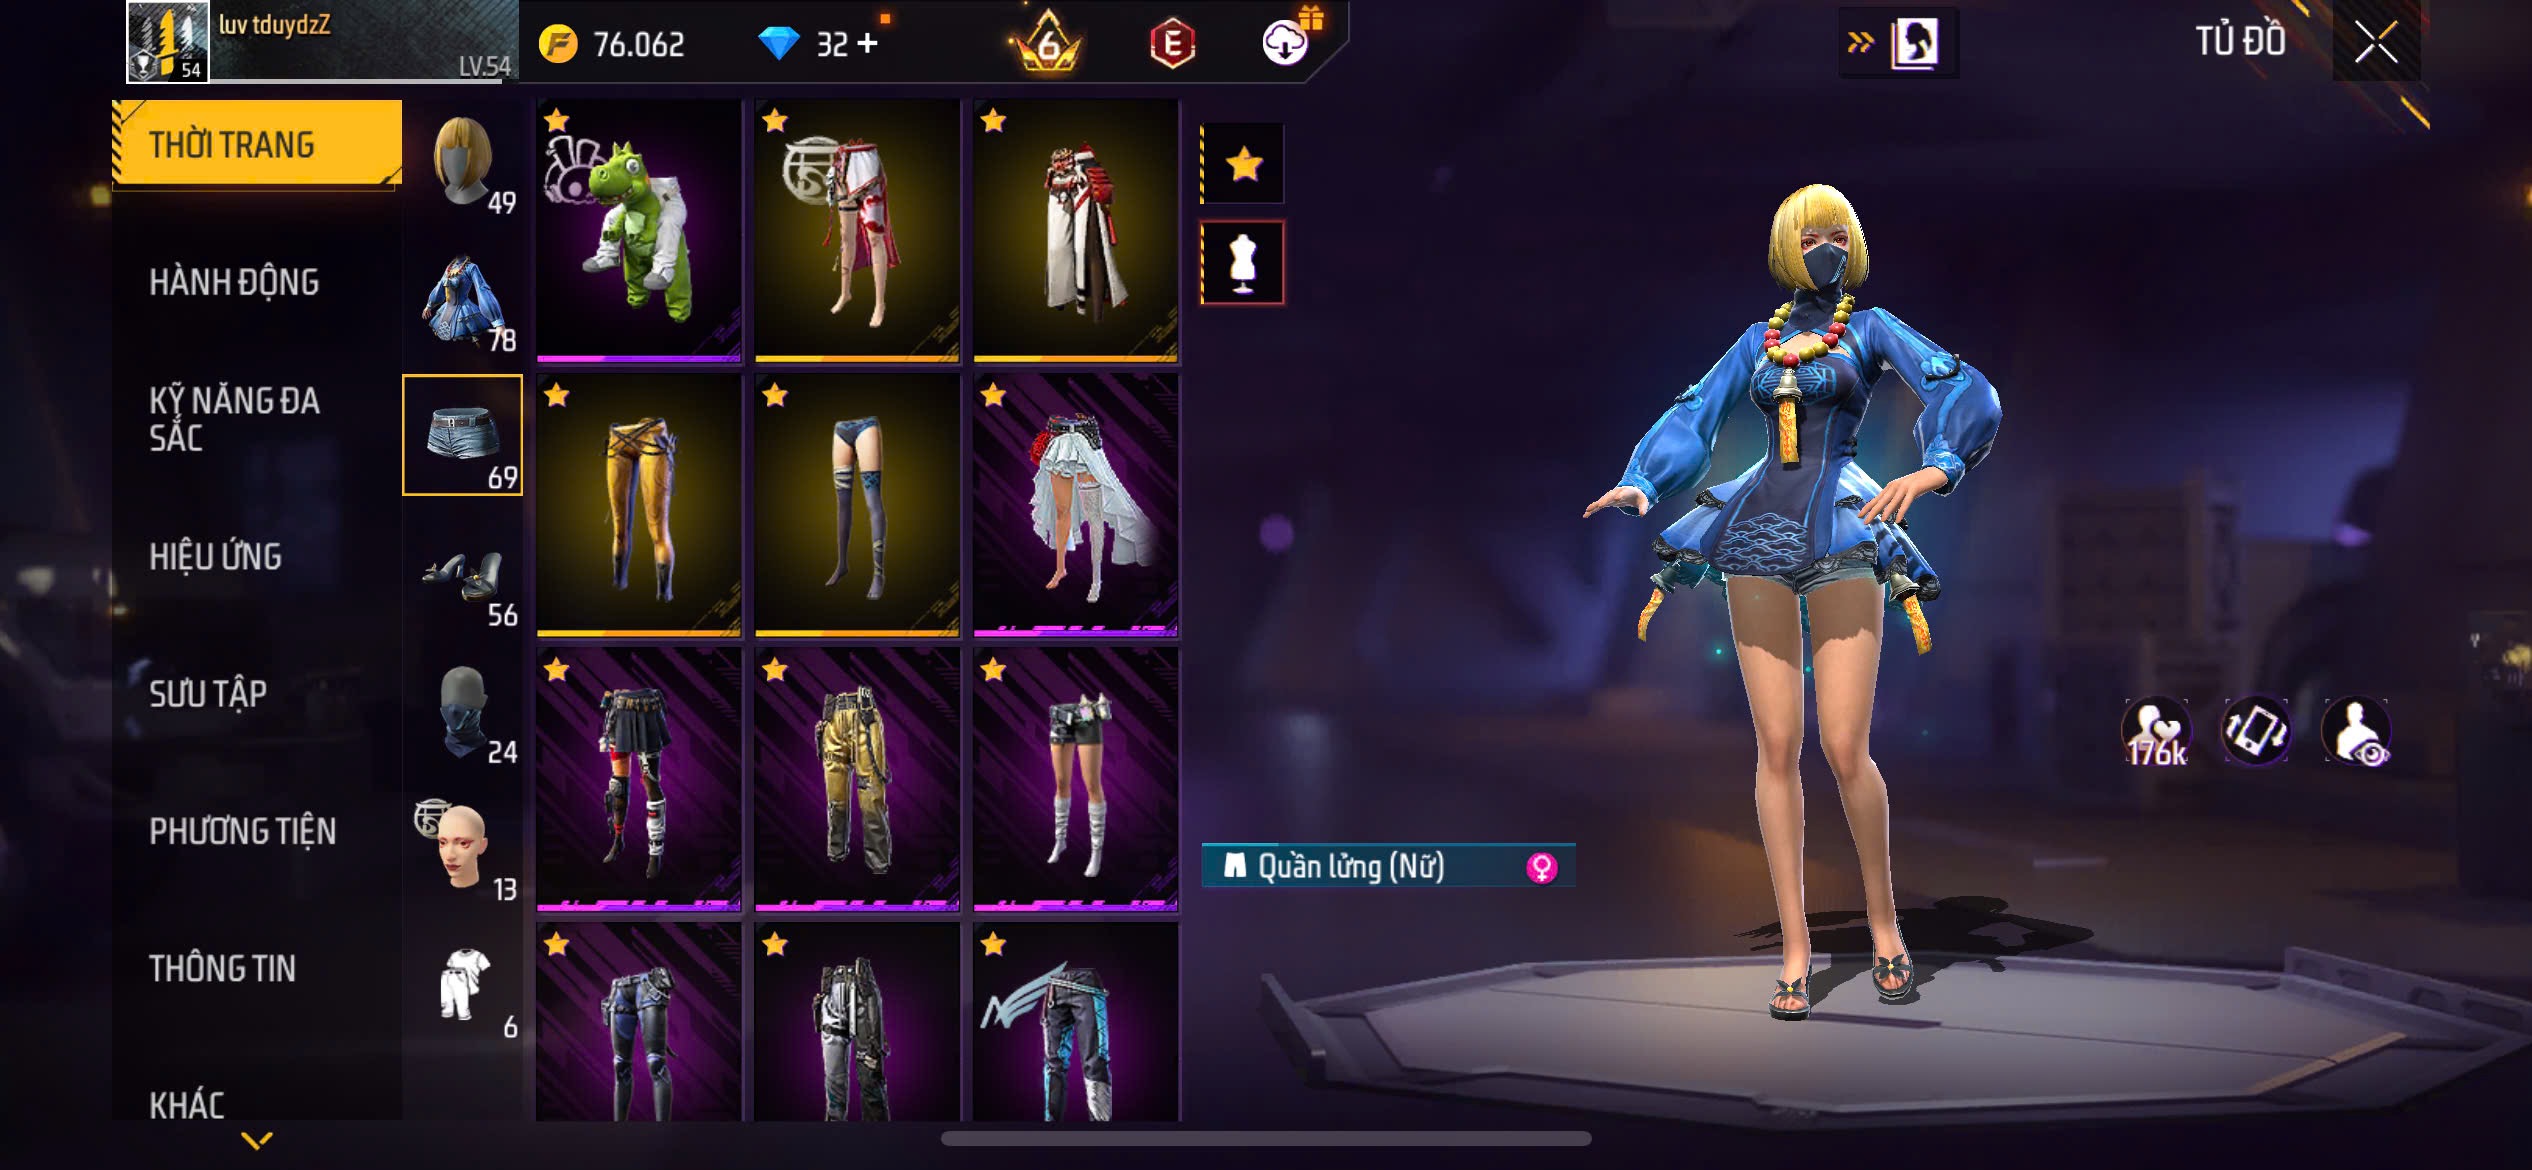 luv tduydzZ
54
LV.54
76.062
32 +
6
E
TỦ ĐỒ
THỜI TRANG
HÀNH ĐỘNG
KỸ NĂNG ĐA
SẮC
HIỆU ỨNG
SƯU TẬP
PHƯƠNG TIỆN
THÔNG TIN
KHÁC
49
78
69
56
24
13
6
Quần lửng (Nữ)
176k